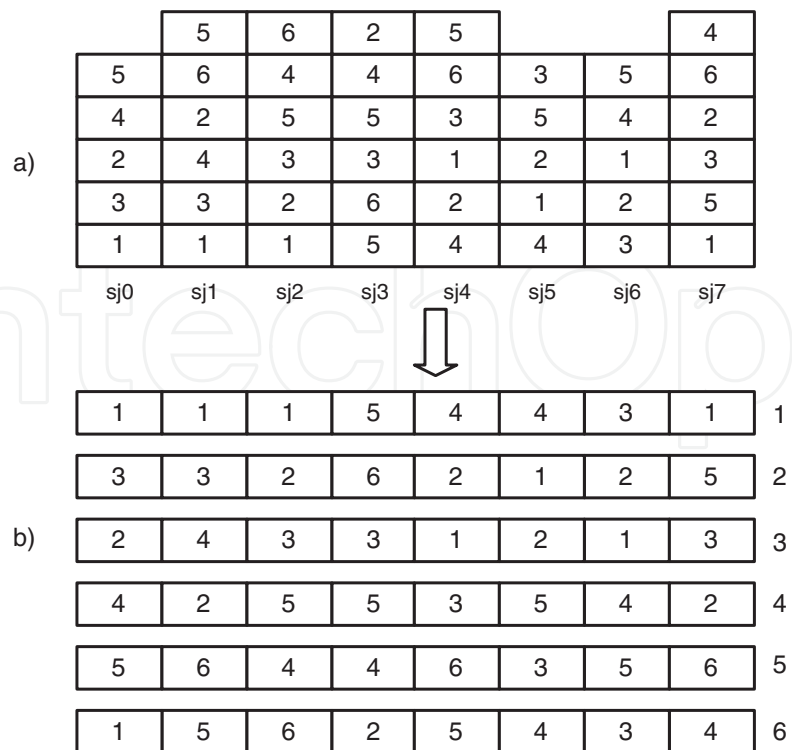 5 6 2 5 4
5 6 4 4 6 3 5 6
4 2 5 5 3 5 4 2
a) 2 4 3 3 1 2 1 3
3 3 2 6 2 1 2 5
1 1 1 5 4 4 3 1
sj0 sj1 sj2 sj3 sj4 sj5 sj6 sj7
ntechOp
1 1 1 5 4 4 3 1 1
3 3 2 6 2 1 2 5 2
b) 2 4 3 3 1 2 1 3 3
4 2 5 5 3 5 4 2 4
5 6 4 4 6 3 5 6 5
1 5 6 2 5 4 3 4 6